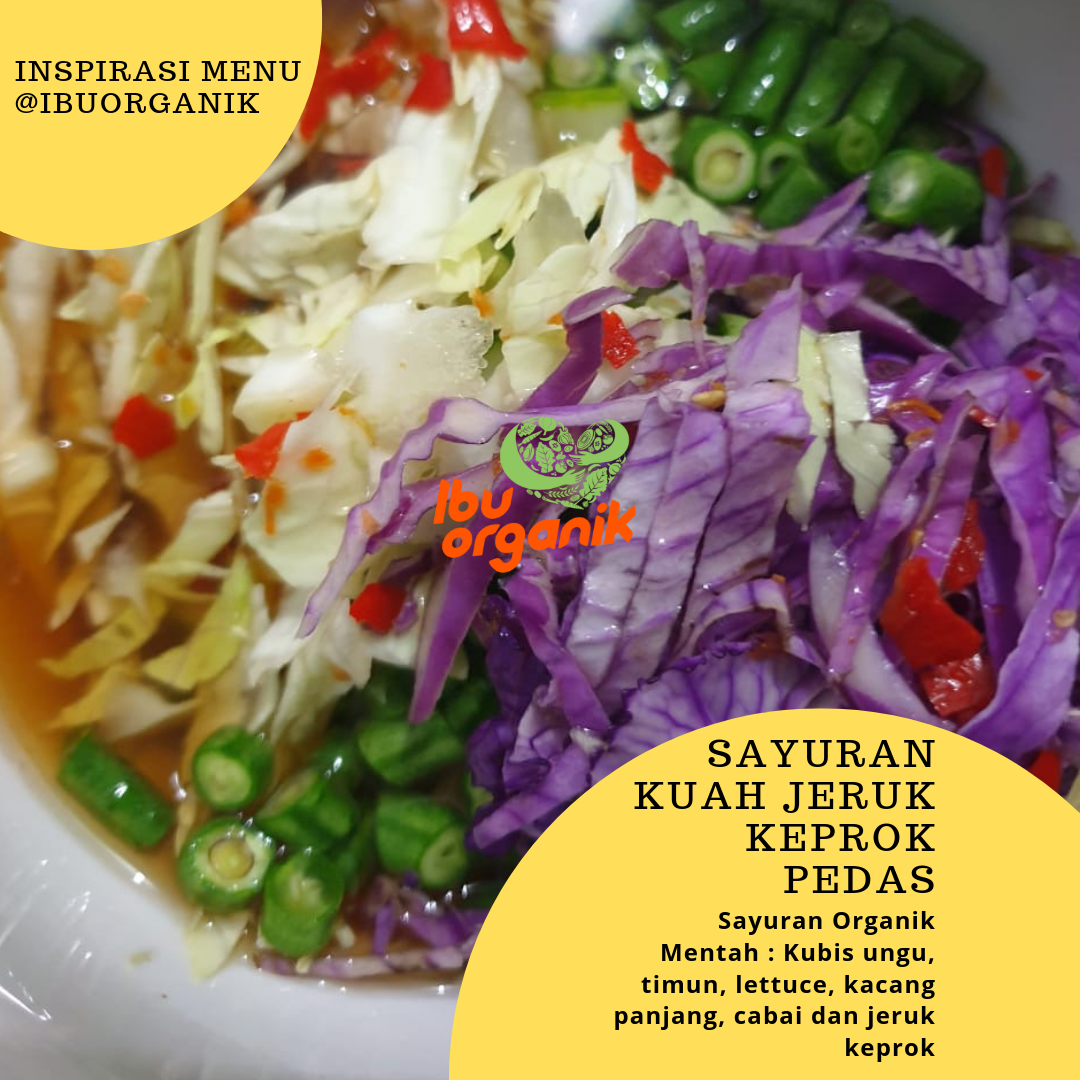 INSPIRASI MENU
@IBUORGANIK
Ibu
organik
SAYURAN
KUAH JERUK
KEPROK
PEDAS
Sayuran Organik
Mentah : Kubis ungu,
timun, lettuce, kacang
panjang, cabai dan jeruk
keprok